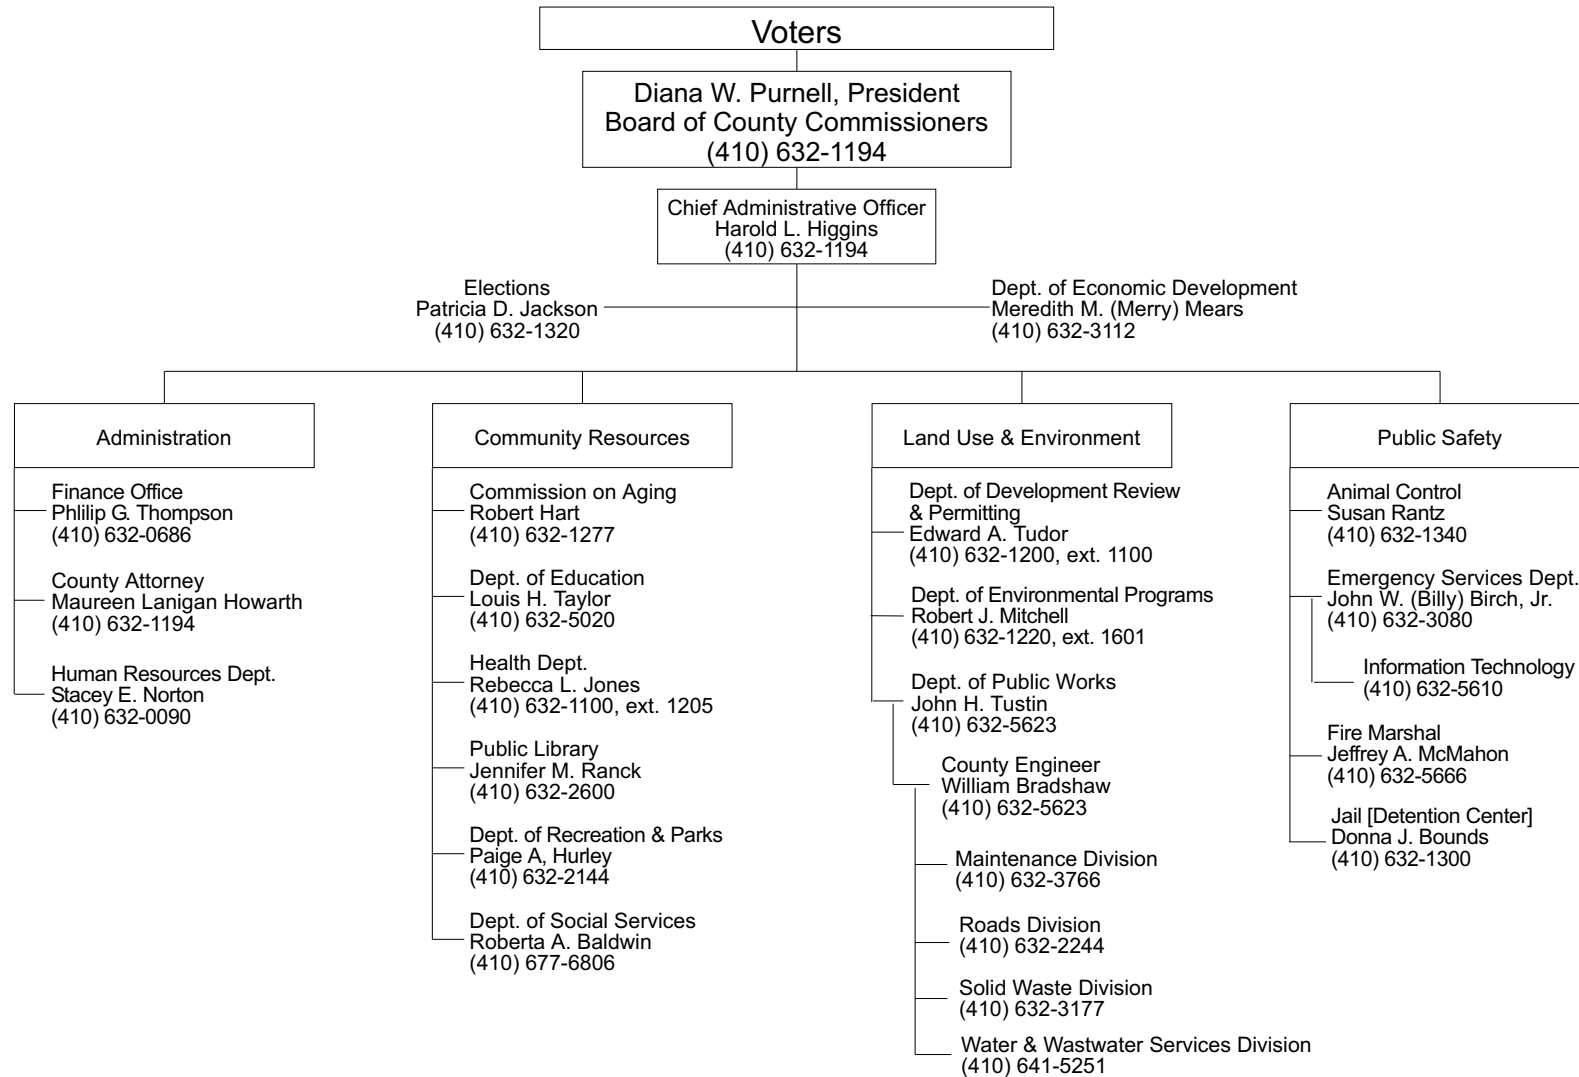 Voters
Diana W. Purnell, President
Board of County Commissioners
(410) 632-1194
Chief Administrative Officer
Harold L. Higgins
(410) 632-1194
Elections
Patricia D. Jackson
(410) 632-1320
Dept. of Economic Development
Meredith M. (Merry) Mears
(410) 632-3112
Administration
Finance Office
Phlilip G. Thompson
(410) 632-0686
County Attorney
Maureen Lanigan Howarth
(410) 632-1194
Human Resources Dept.
Stacey E. Norton
(410) 632-0090
Community Resources
Commission on Aging
Robert Hart
(410) 632-1277
Dept. of Education
Louis H. Taylor
(410) 632-5020
Health Dept.
Rebecca L. Jones
(410) 632-1100, ext. 1205
Public Library
Jennifer M. Ranck
(410) 632-2600
Dept. of Recreation & Parks
Paige A, Hurley
(410) 632-2144
Dept. of Social Services
Roberta A. Baldwin
(410) 677-6806
Land Use & Environment
Dept. of Development Review
& Permitting
Edward A. Tudor
(410) 632-1200, ext. 1100
Dept. of Environmental Programs
Robert J. Mitchell
(410) 632-1220, ext. 1601
Dept. of Public Works
John H. Tustin
(410) 632-5623
County Engineer
William Bradshaw
(410) 632-5623
Maintenance Division
(410) 632-3766
Roads Division
(410) 632-2244
Solid Waste Division
(410) 632-3177
Water & Wastwater Services Division
(410) 641-5251
Public Safety
Animal Control
Susan Rantz
(410) 632-1340
Emergency Services Dept.
John W. (Billy) Birch, Jr.
(410) 632-3080
Information Technology
(410) 632-5610
Fire Marshal
Jeffrey A. McMahon
(410) 632-5666
Jail [Detention Center]
Donna J. Bounds
(410) 632-1300